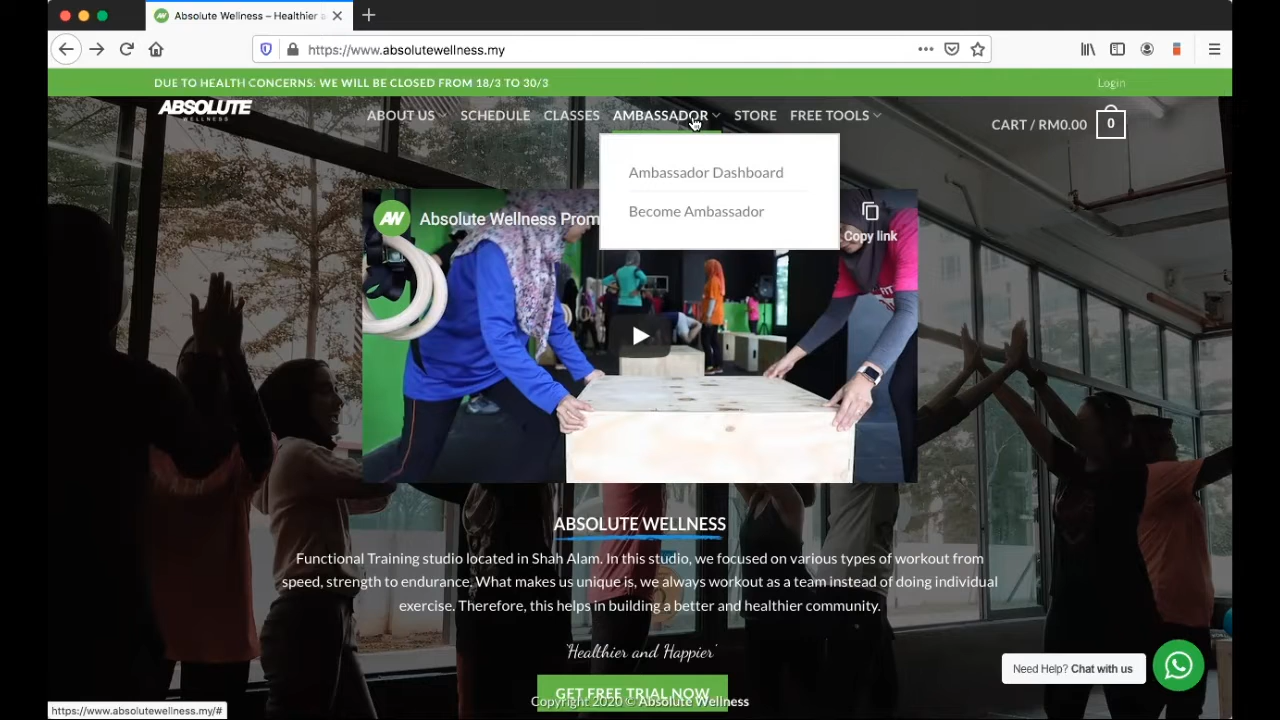 Absolute Wellness – Healthier a
https://www.absolutewellness.my
DUE TO HEALTH CONCERNS: WE WILL BE CLOSED FROM 18/3 TO 30/3
Login
ABSOLUTE
WELLNESS
ABOUT US
SCHEDULE
CLASSES
AMBASSADOR
STORE
FREE TOOLS
CART / RM0.00
0
Ambassador Dashboard
Become Ambassador
AW
Absolute Wellness Prom
Copy link
ABSOLUTE WELLNESS
Functional Training studio located in Shah Alam. In this studio, we focused on various types of workout from
speed, strength to endurance. What makes us unique is, we always workout as a team instead of doing individual
exercise. Therefore, this helps in building a better and healthier community.
'Healthier and Happier'
Need Help? Chat with us
GET FREE TRIAL NOW
Copyright 2020 © Absolute Wellness
https://www.absolutewellness.my/#